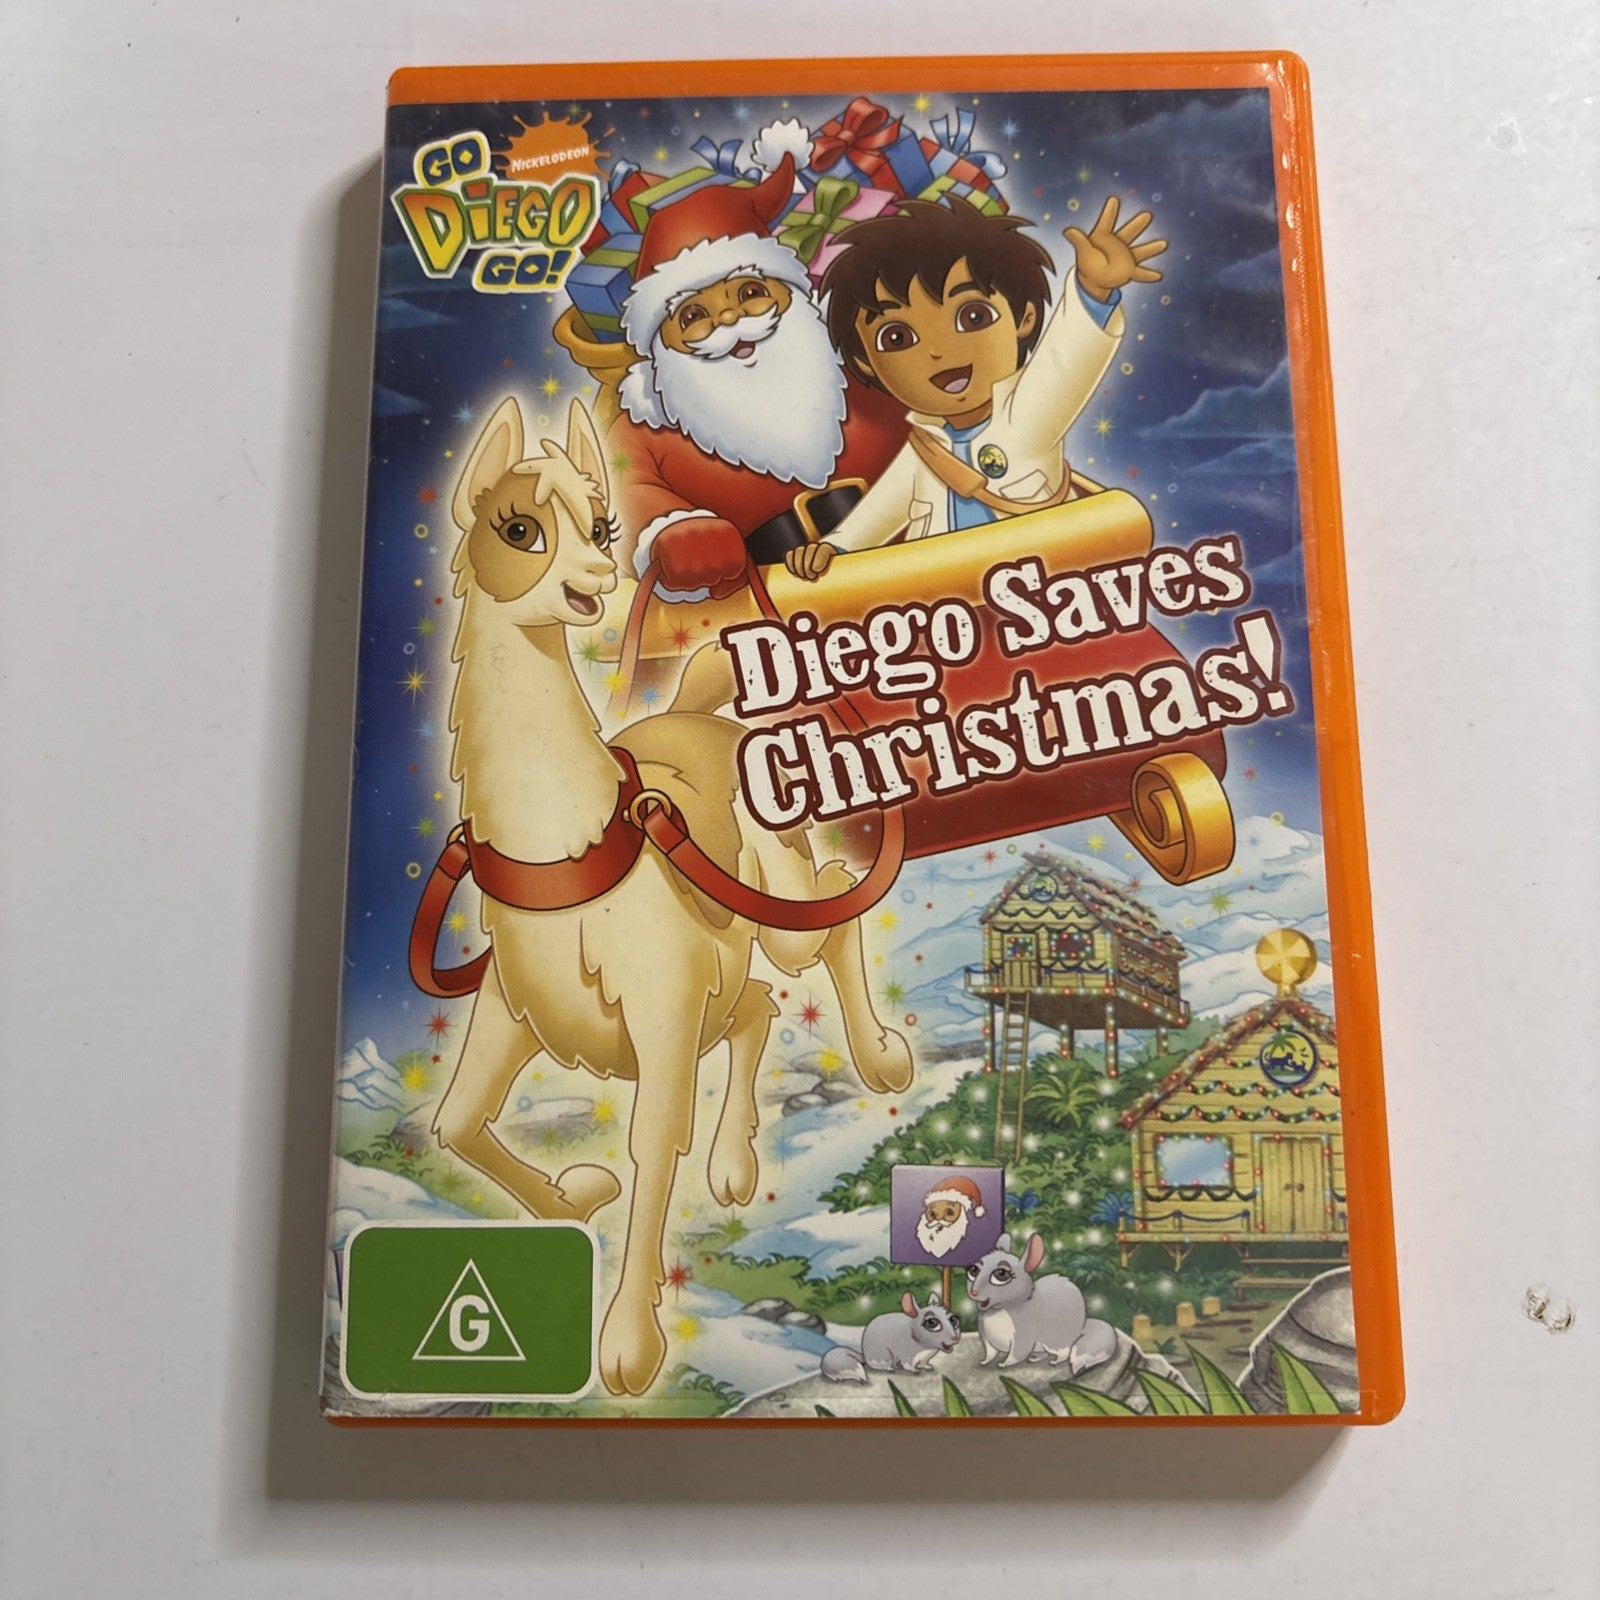 GO
NICKELODEON
DIEGO
GO!
Diego Saves
Christmas!
G